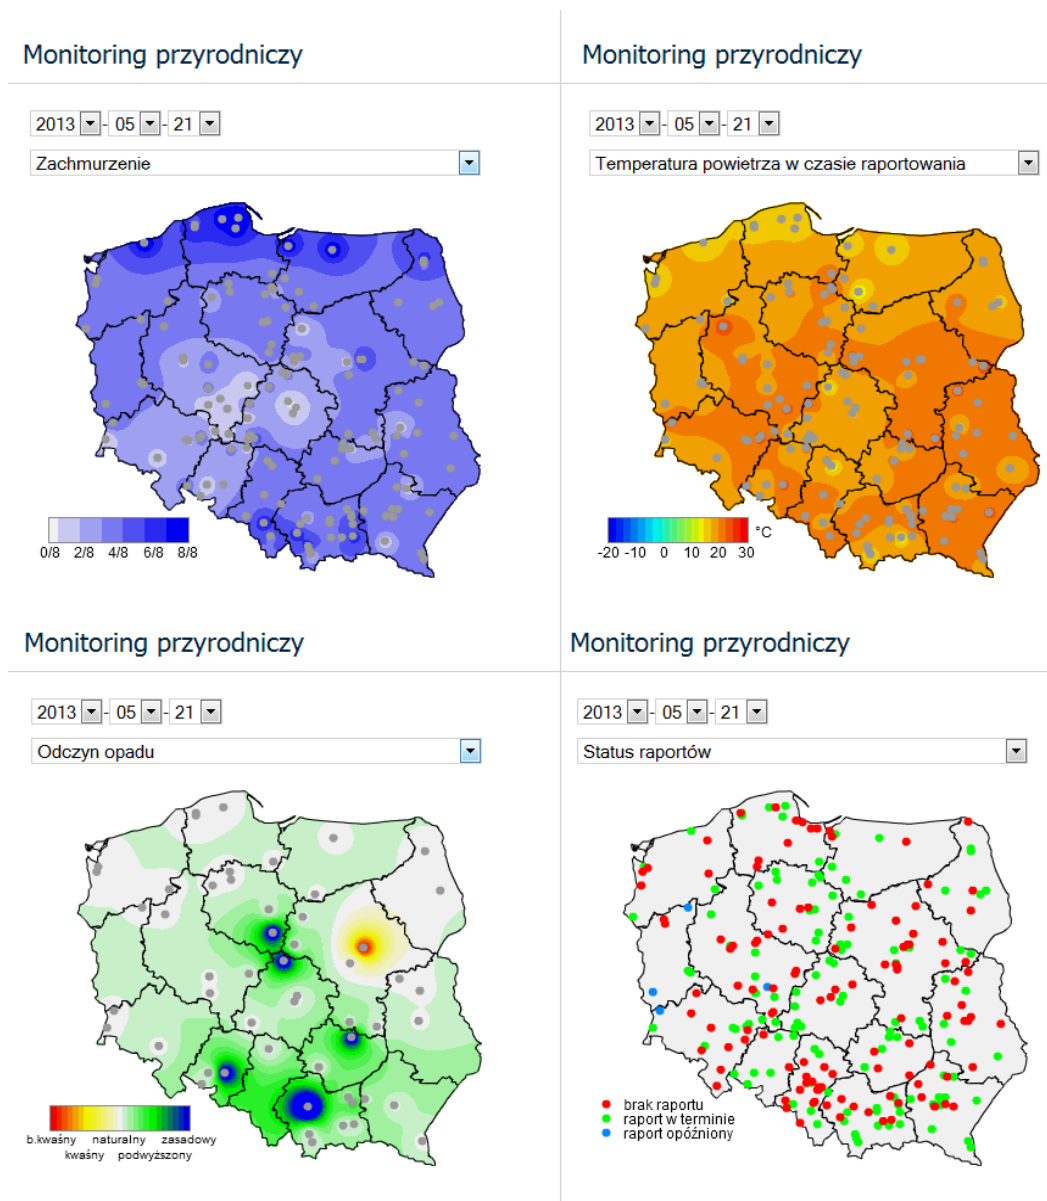 Monitoring przyrodniczy
2013 - 05 - 21
Zachmurzenie
0/8 2/8 4/8 6/8 8/8
Monitoring przyrodniczy
2013 - 05 - 21
Temperatura powietrza w czasie raportowania
°C
-20 -10 0 10 20 30
Monitoring przyrodniczy
2013 - 05 - 21
Odczyn opadu
b.kwaśny naturalny zasadowy
kwaśny podwyższony
Monitoring przyrodniczy
2013 - 05 - 21
Status raportów
brak raportu
raport w terminie
raport opóźniony